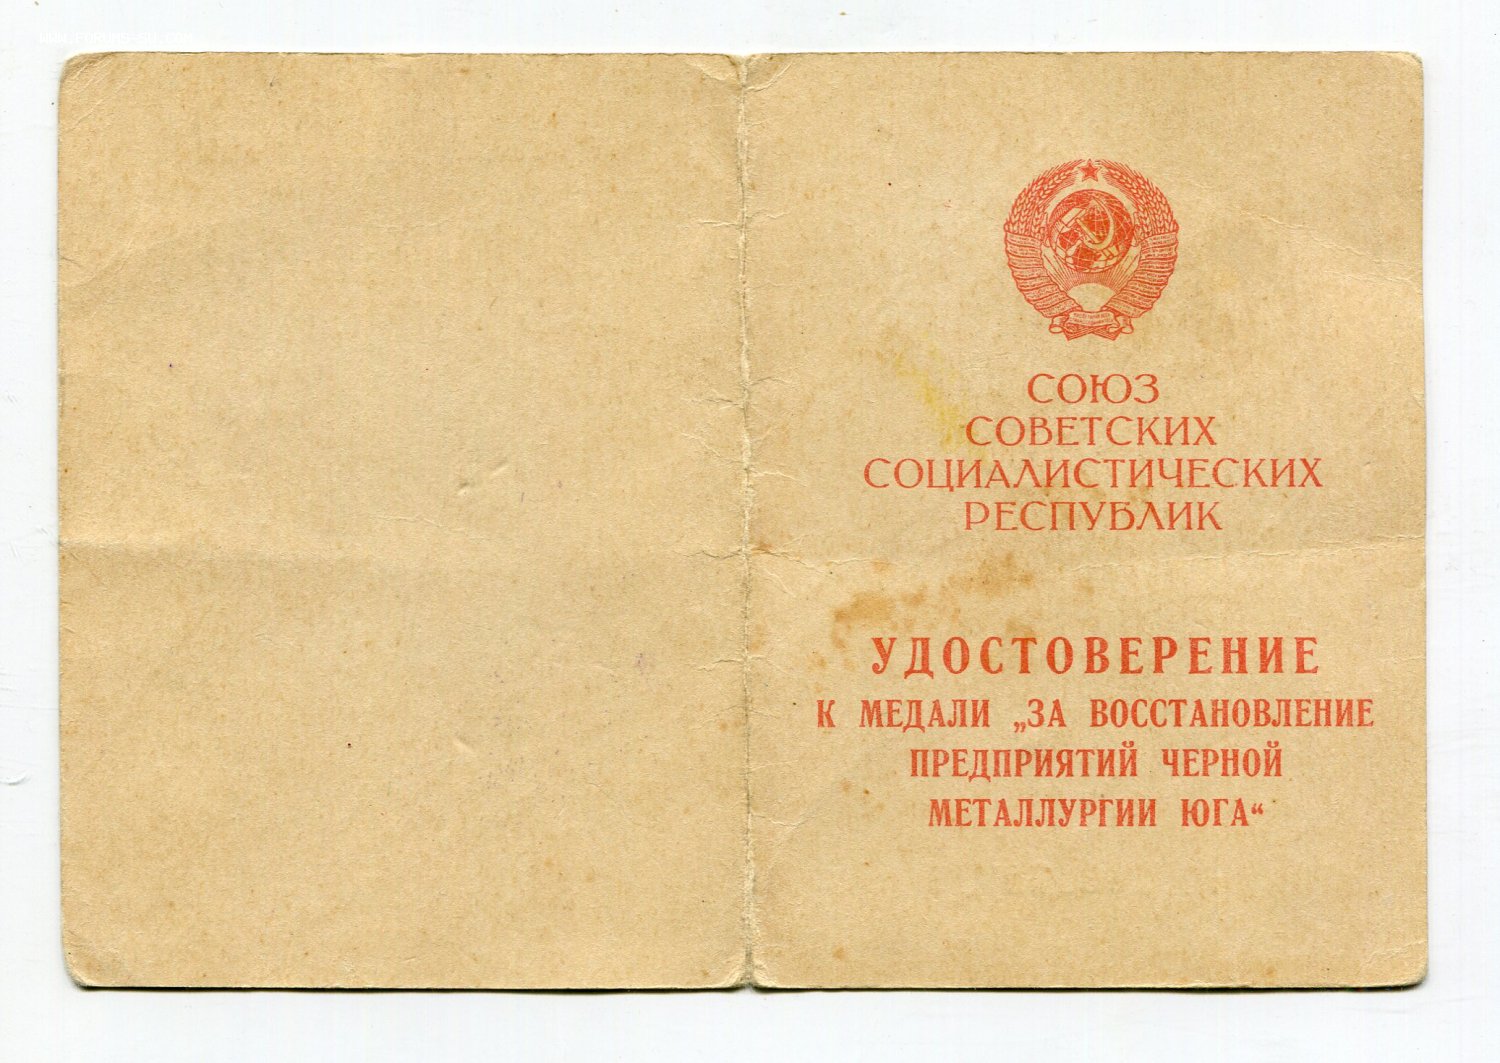 СОЮЗ
СОВЕТСКИХ
СОЦИАЛИСТИЧЕСКИХ
РЕСПУБЛИК
УДОСТОВЕРЕНИЕ
К МЕДАЛИ „ЗА ВОССТАНОВЛЕНИЕ
ПРЕДПРИЯТИЙ ЧЕРНОЙ
МЕТАЛЛУРГИИ ЮГА“